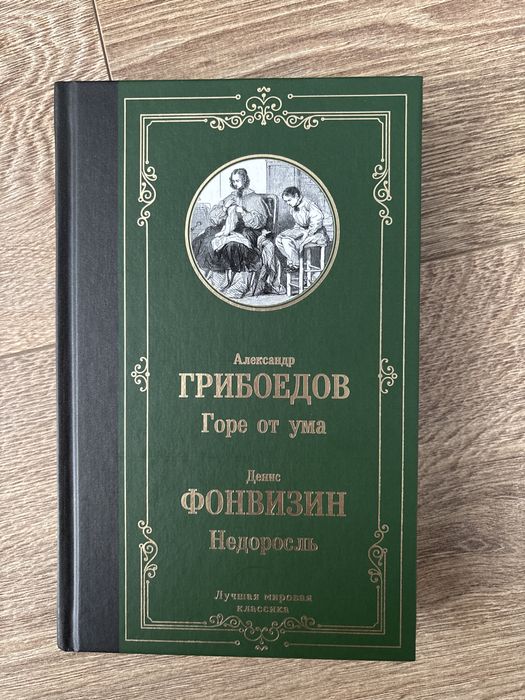 Александр
ГРИБОЕДОВ
Горе от ума
Денис
ФОНВИЗИН
Недоросль
Лучшая мировая
классика